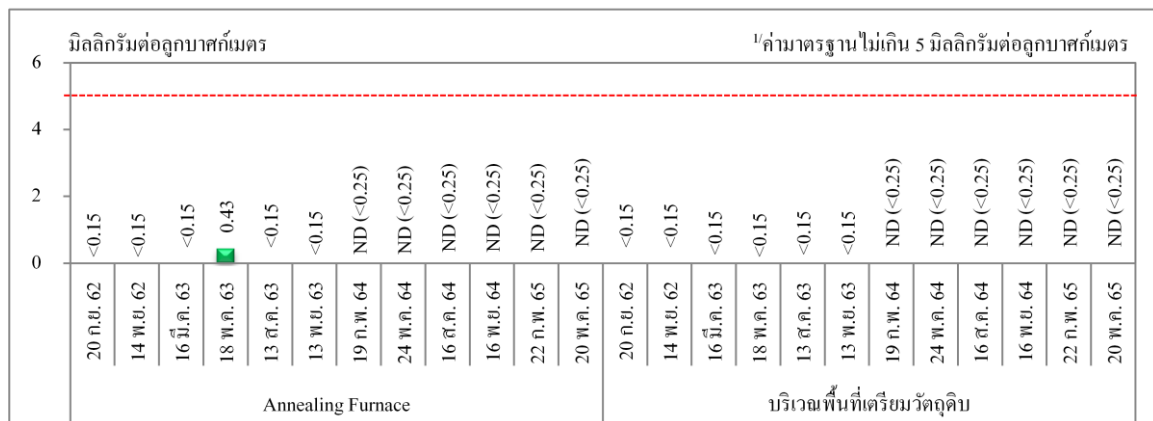 มิลลิกรัมต่อลูกบาศก์เมตร
1/ค่ามาตรฐานไม่เกิน 5 มิลลิกรัมต่อลูกบาศก์เมตร
6
4
2
0
<0.15
<0.15
<0.15
0.43
<0.15
<0.15
ND (<0.25)
ND (<0.25)
ND (<0.25)
ND (<0.25)
ND (<0.25)
ND (<0.25)
<0.15
<0.15
<0.15
<0.15
<0.15
<0.15
ND (<0.25)
ND (<0.25)
ND (<0.25)
ND (<0.25)
ND (<0.25)
ND (<0.25)
20 ก.ย. 62
14 พ.ย. 62
16 มี.ค. 63
18 พ.ค. 63
13 ส.ค. 63
13 พ.ย. 63
19 ก.พ. 64
24 พ.ค. 64
16 ส.ค. 64
16 พ.ย. 64
22 ก.พ. 65
20 พ.ค. 65
20 ก.ย. 62
14 พ.ย. 62
16 มี.ค. 63
18 พ.ค. 63
13 ส.ค. 63
13 พ.ย. 63
19 ก.พ. 64
24 พ.ค. 64
16 ส.ค. 64
16 พ.ย. 64
22 ก.พ. 65
20 พ.ค. 65
Annealing Furnace
บริเวณพื้นที่เตรียมวัตถุดิบ